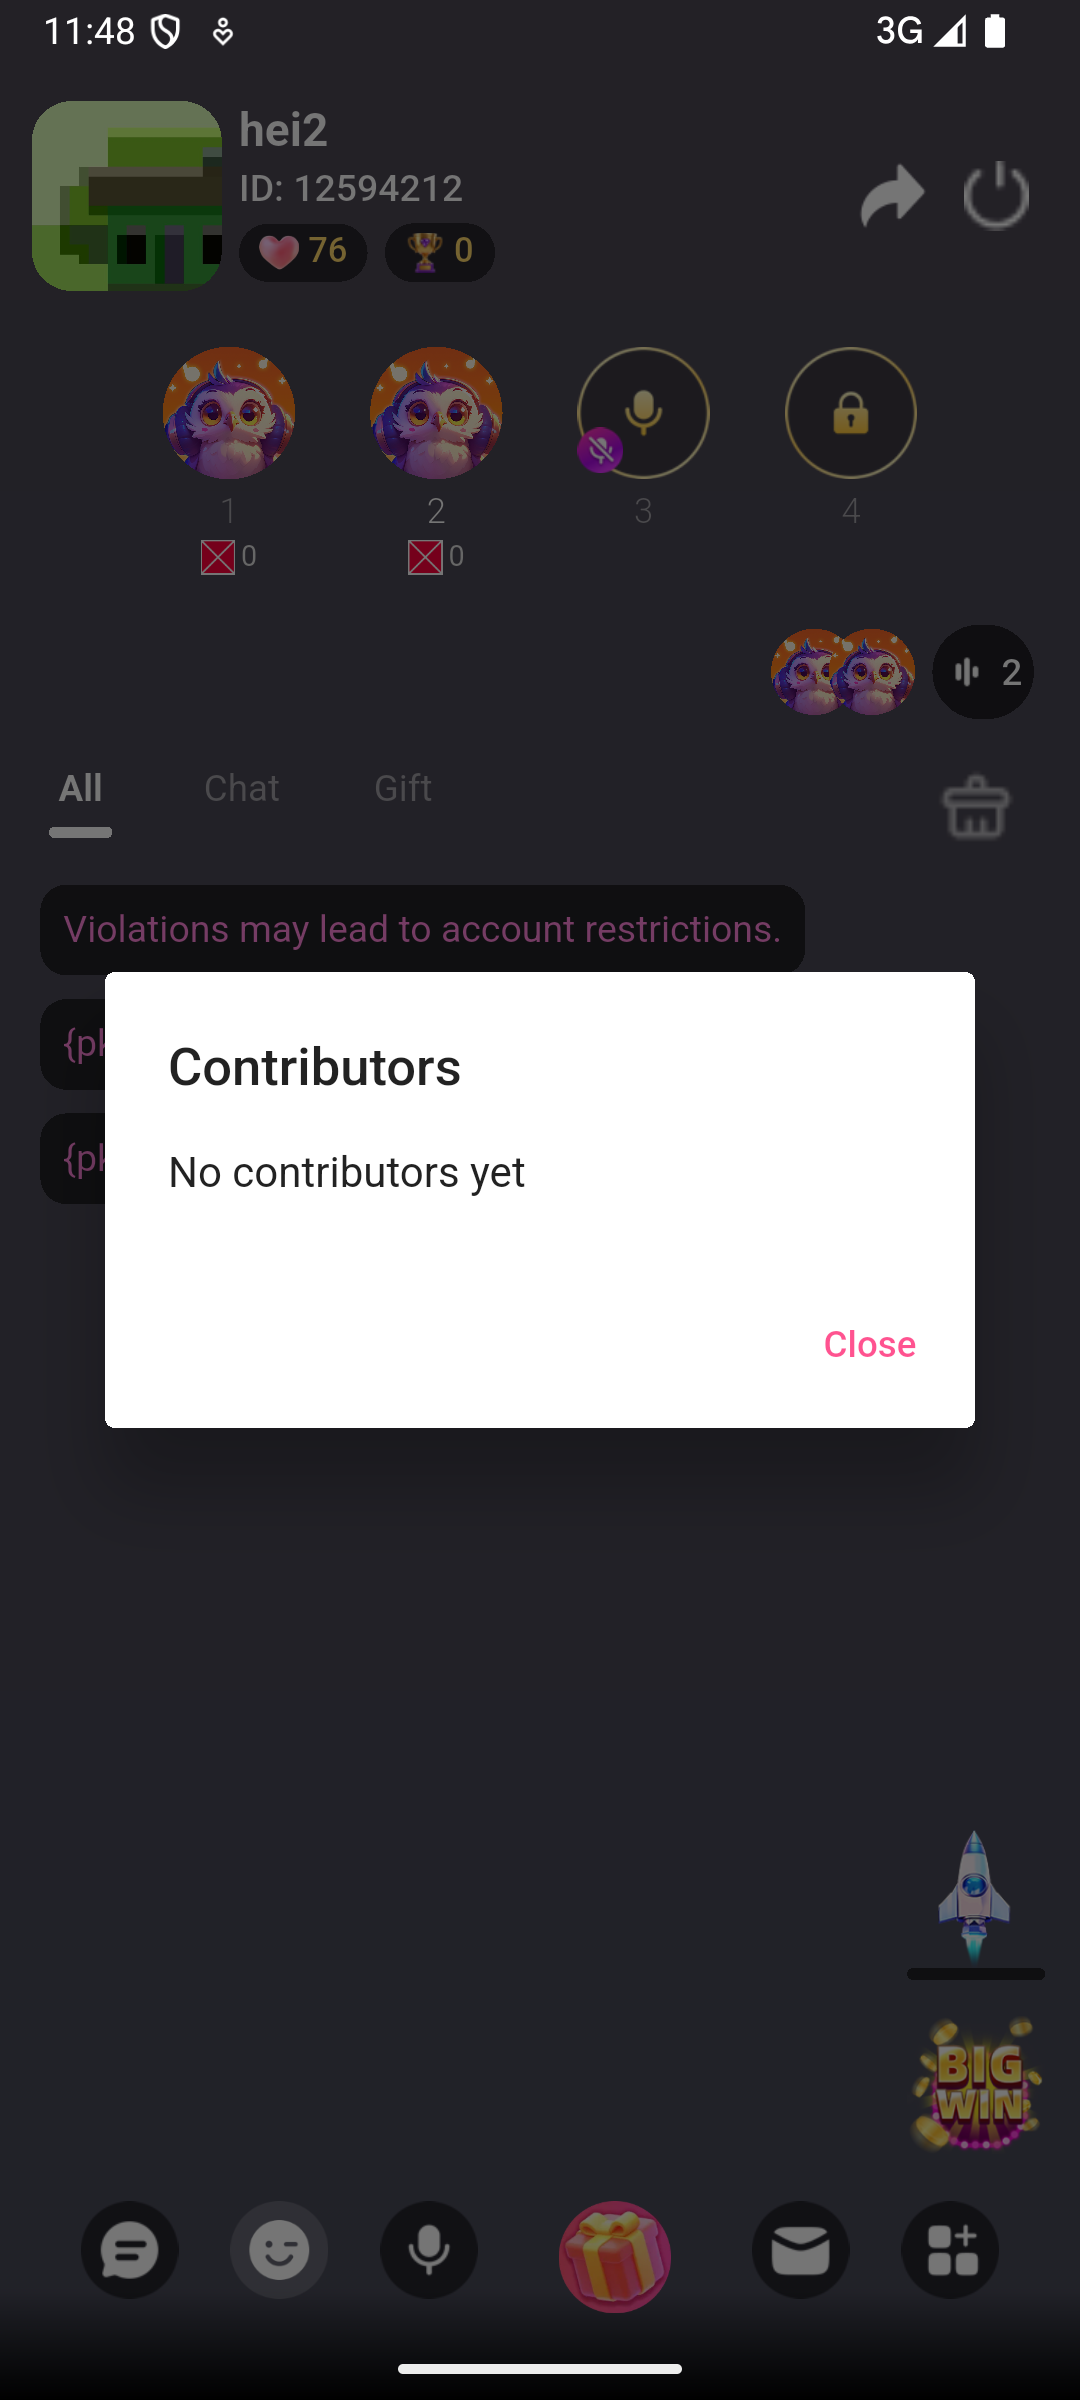 11:48
3G
hei2
ID: 12594212
76
0
1
2
3
4
0
0
2
All
Chat
Gift
Violations may lead to account restrictions.
{pk
{pk
Contributors
No contributors yet
Close
BIG
WIN